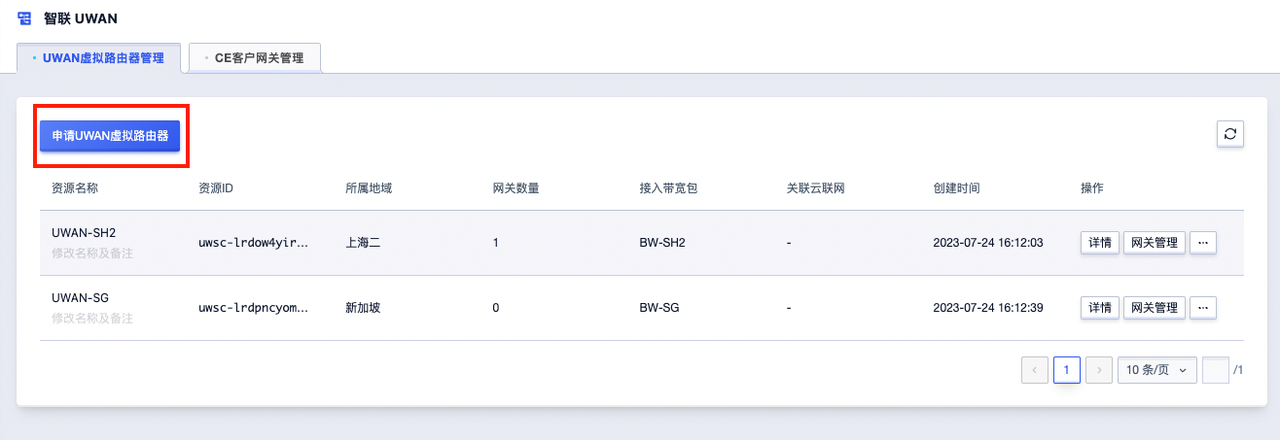 智联 UWAN
UWAN虚拟路由器管理 CE客户网关管理
申请UWAN虚拟路由器
资源名称 资源ID 所属地域 网关数量 接入带宽包 关联云联网 创建时间 操作
UWAN-SH2
修改名称及备注
uwsc-lrdow4yir... 上海二 1 BW-SH2 - 2023-07-24 16:12:03 详情 网关管理 ...
UWAN-SG
修改名称及备注
uwsc-lrdpncyom... 新加坡 0 BW-SG - 2023-07-24 16:12:39 详情 网关管理 ...
1 10 条/页 /1